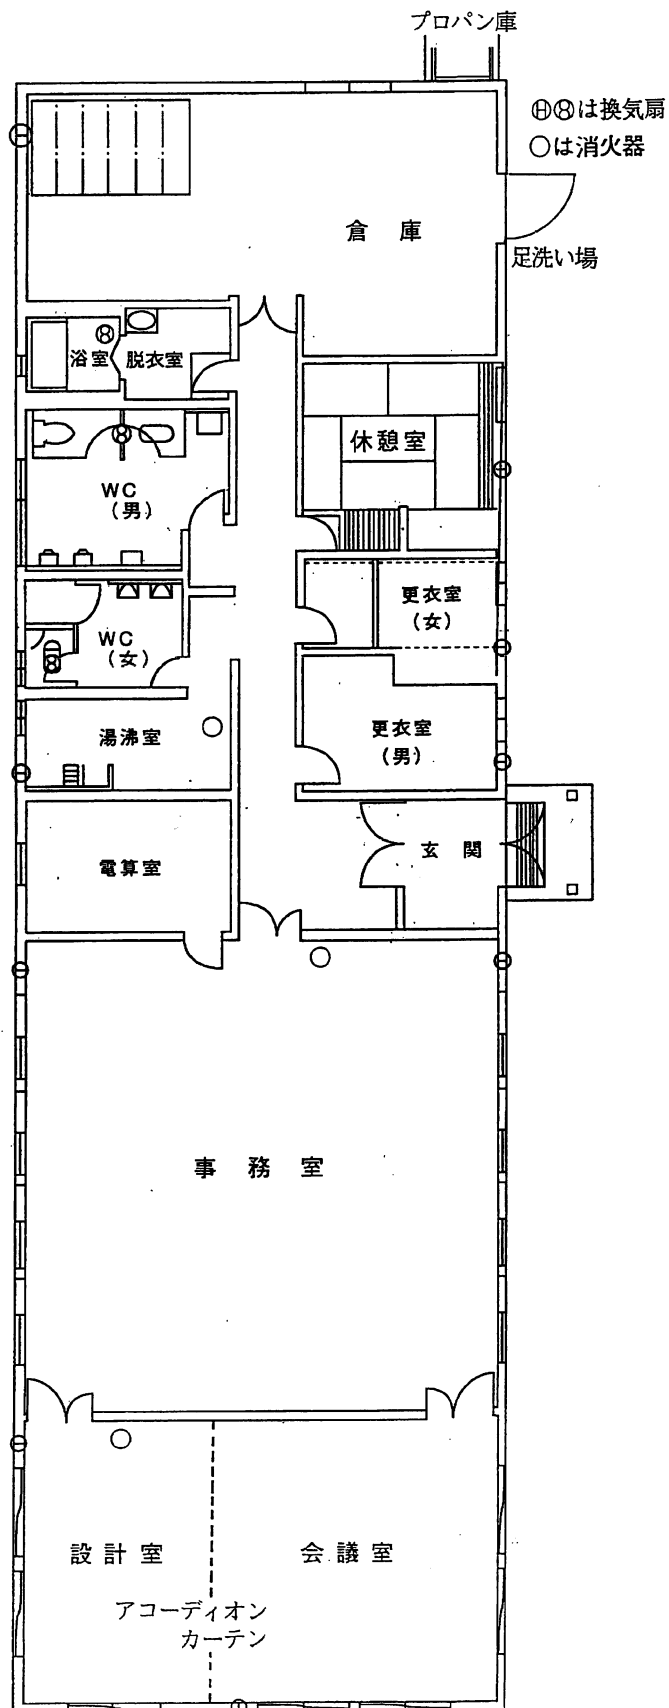 プロパン庫
㊀⑧は換気扇
○は消火器
倉 庫
足洗い場
浴室
脱衣室
休憩室
WC
(男)
更衣室
(女)
WC
(女)
湯沸室
更衣室
(男)
玄 関
電算室
事 務 室
設計室
会議室
アコーディオン
カーテン